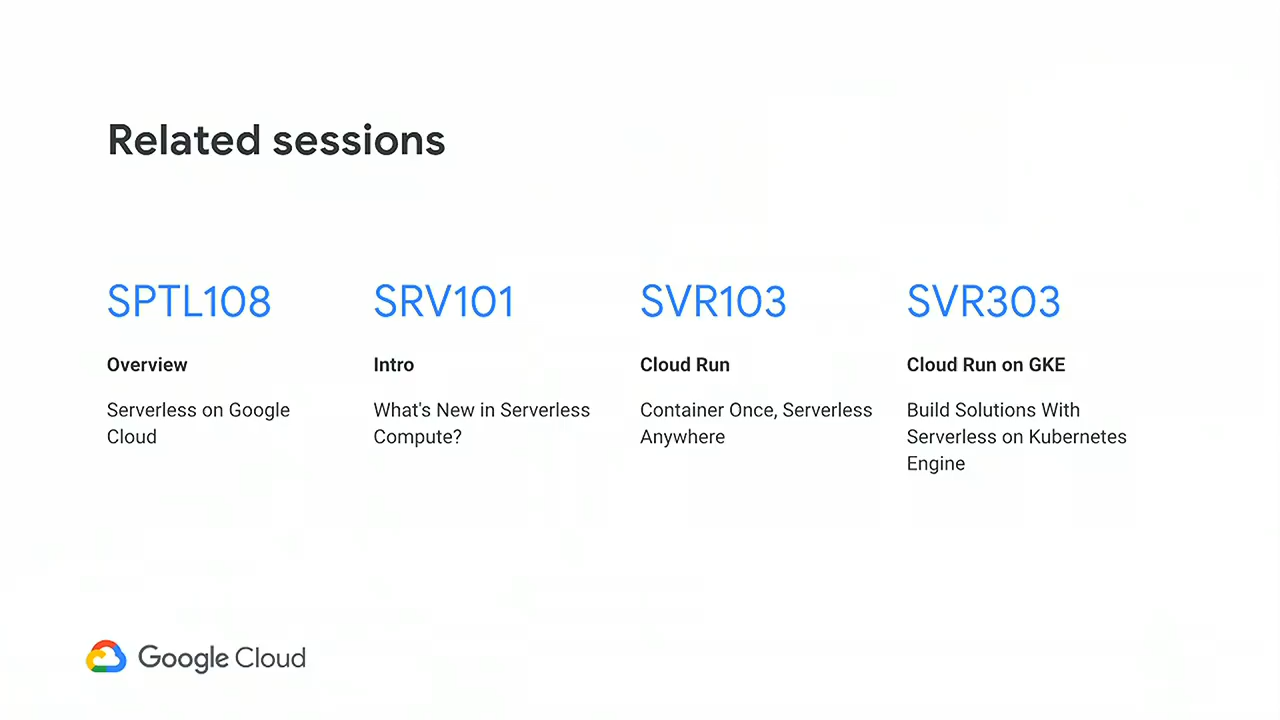 Related sessions
SPTL108
Overview
Serverless on Google
Cloud
SRV101
Intro
What's New in Serverless
Compute?
SVR103
Cloud Run
Container Once, Serverless
Anywhere
SVR303
Cloud Run on GKE
Build Solutions With
Serverless on Kubernetes
Engine
Google Cloud